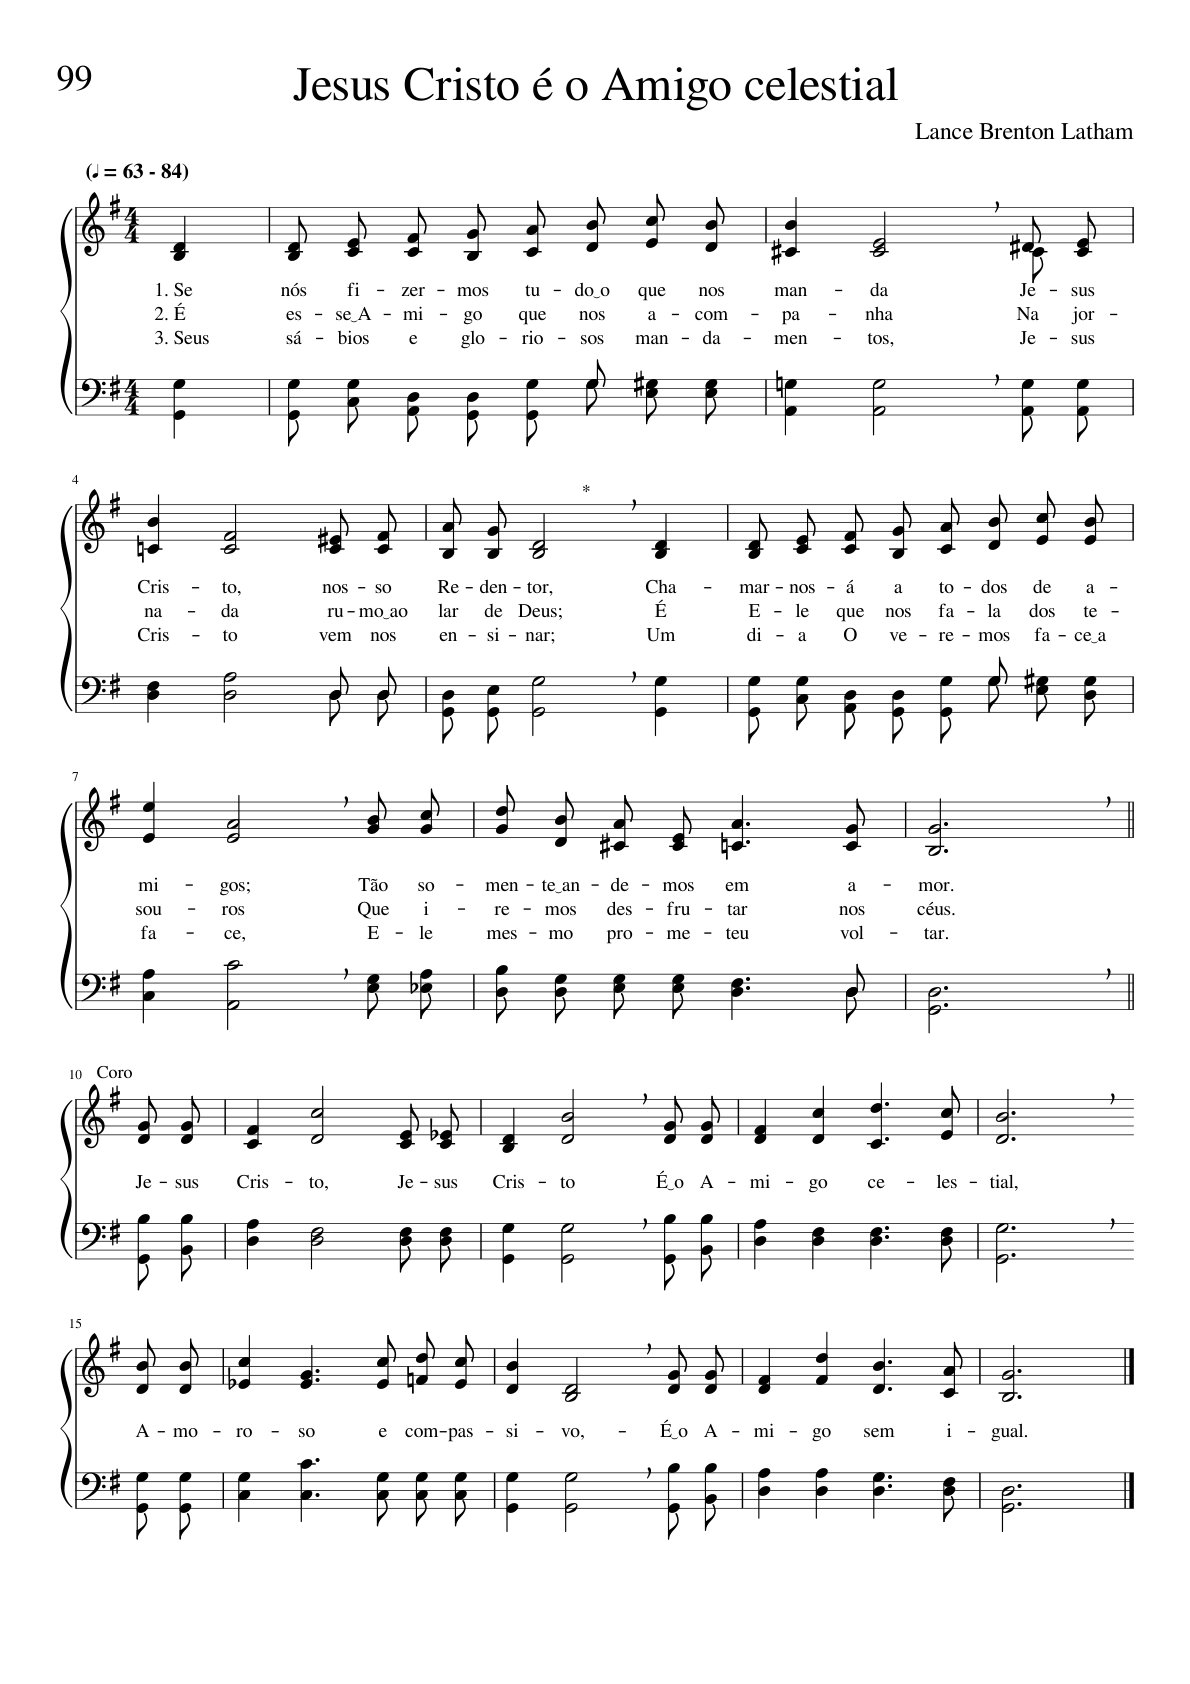 99
Jesus Cristo é o Amigo celestial
Lance Brenton Latham
(♩ = 63 - 84)
1. Se nós fi – zer – mos tu – do‿o que nos man – da Je – sus
2. É es – se‿A – mi – go que nos a – com – pa – nha Na jor –
3. Seus sá – bios e glo – rio – sos man – da – men – tos, Je – sus
4
*
Cris – to, nos – so Re – den – tor, Cha – mar – nos – á a to – dos de a –
na – da ru – mo‿ao lar de Deus; É E – le que nos fa – la dos te –
Cris – to vem nos en – si – nar; Um di – a O ve – re – mos fa – ce‿a
7
mi – gos; Tão so – men – te‿an – de – mos em a – mor.
sou – ros Que i – re – mos des – fru – tar nos céus.
fa – ce, E – le mes – mo pro – me – teu vol – tar.
10 Coro
Je – sus Cris – to, Je – sus Cris – to É‿o A – mi – go ce – les – tial,
15
A – mo – ro – so e com – pas – si – vo, – É‿o A – mi – go sem i – gual.